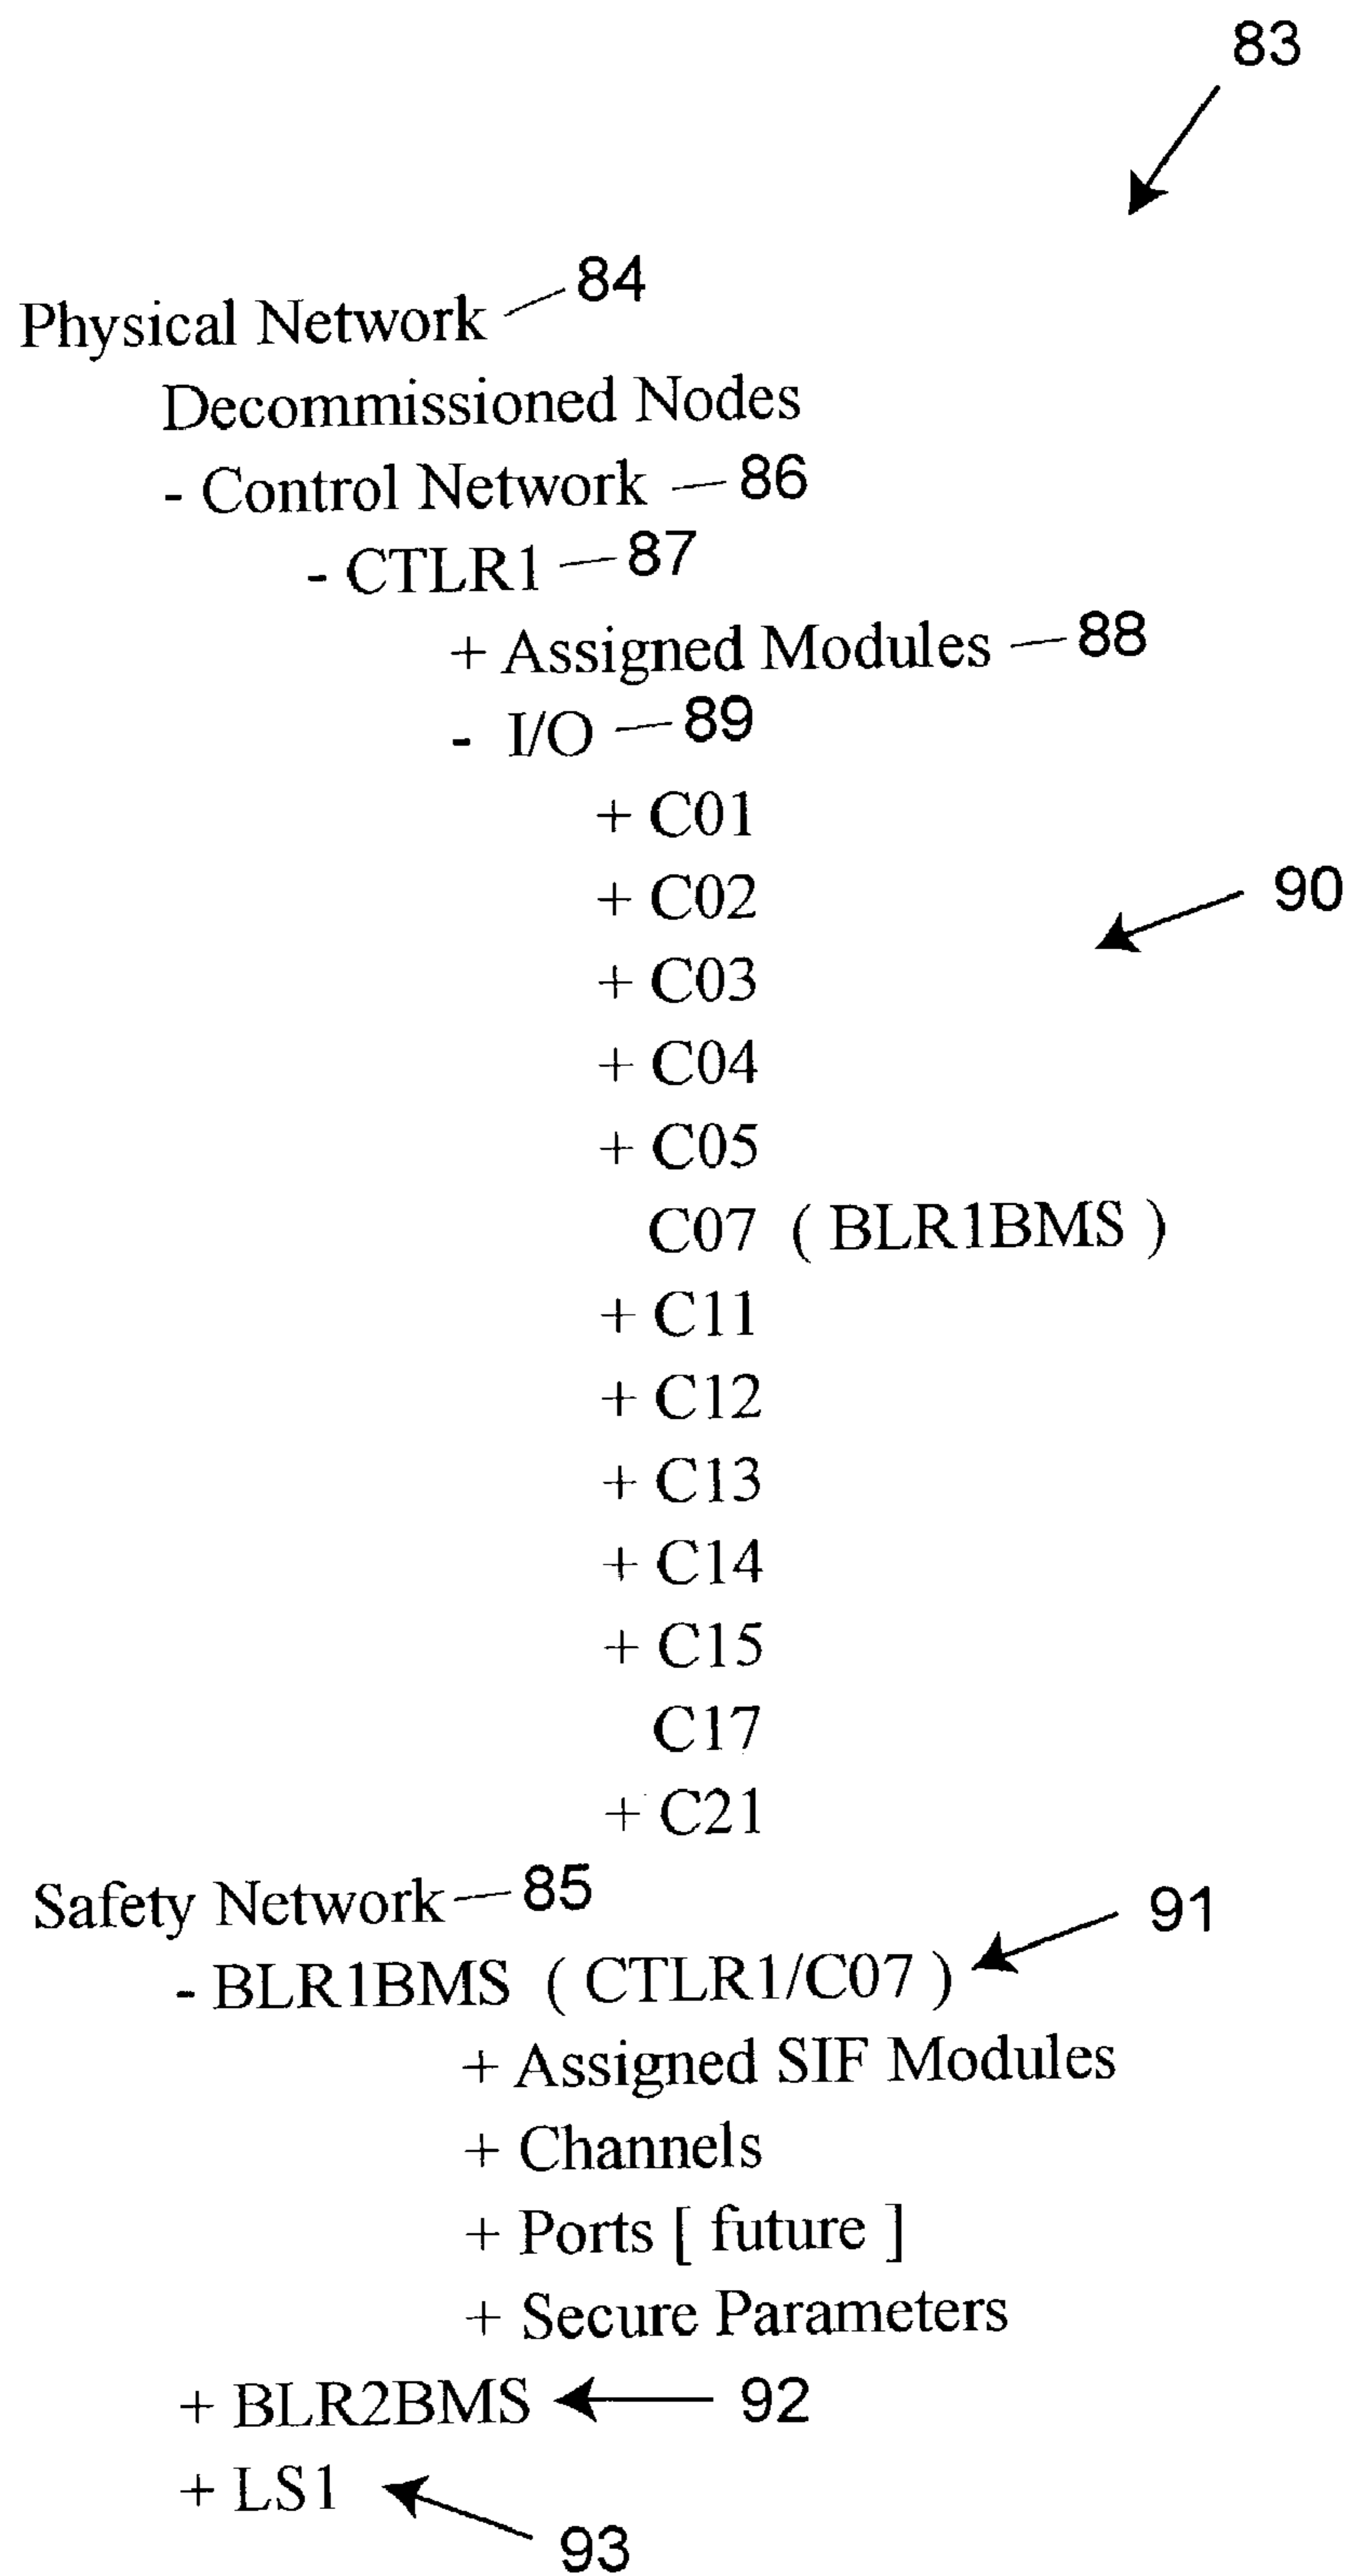 83
Physical Network 84
Decommissioned Nodes
- Control Network 86
- CTLR1 87
+ Assigned Modules 88
- I/O 89
+ C01
+ C02
90
+ C03
+ C04
+ C05
C07 ( BLR1BMS )
+ C11
+ C12
+ C13
+ C14
+ C15
C17
+ C21
Safety Network 85
91
- BLR1BMS ( CTLR1/C07 )
+ Assigned SIF Modules
+ Channels
+ Ports [ future ]
+ Secure Parameters
+ BLR2BMS 92
+ LS1
93